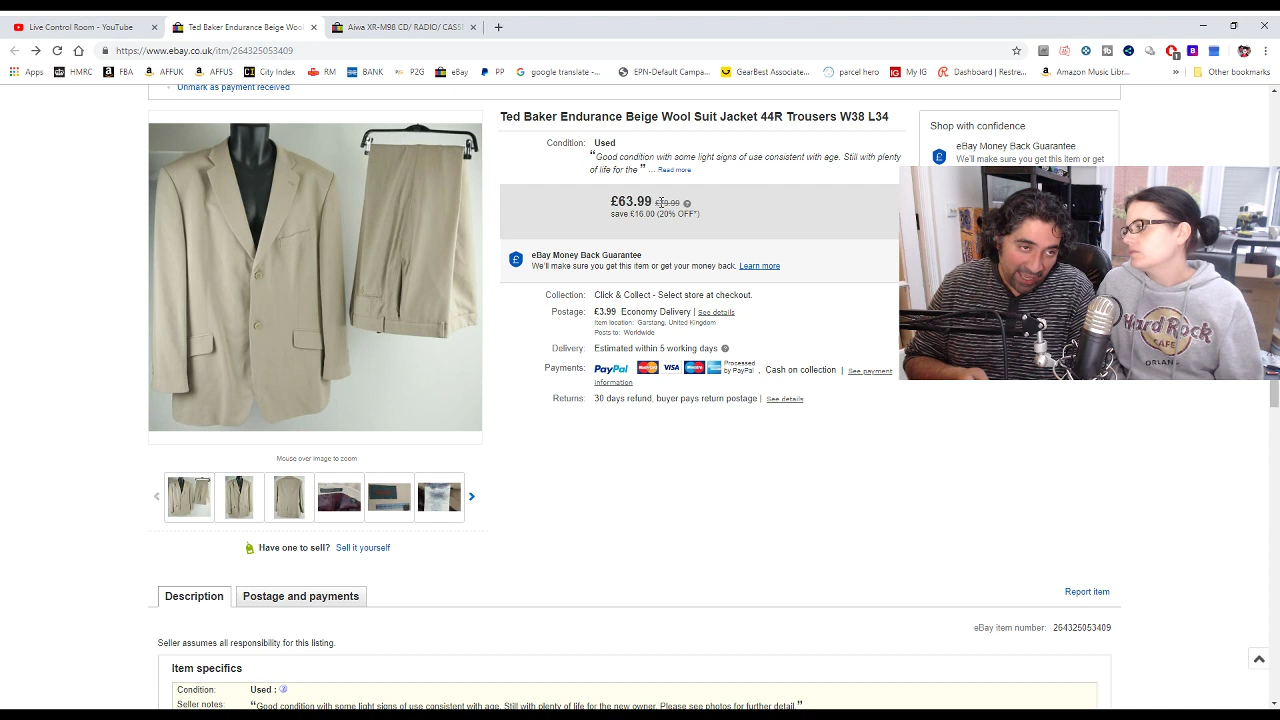 Live Control Room - YouTube
Ted Baker Endurance Beige Wool
Aiwa XR-M98 CD/ RADIO/ CASS
https://www.ebay.co.uk/itm/264325053409
Apps HMRC FBA AFFUK AFFUS City Index RM BANK P2G eBay PP google translate -... EPN-Default Campa... GearBest Associate... parcel hero My IG Dashboard | Restre... Amazon Music Libr... » Other bookmarks
Unmark as payment received
Ted Baker Endurance Beige Wool Suit Jacket 44R Trousers W38 L34
Condition: Used
"Good condition with some light signs of use consistent with age. Still with plenty
of life for the " ... Read more
£63.99
save £16.00 (20% OFF*)
eBay Money Back Guarantee
We'll make sure you get this item or get your money back. Learn more
Collection: Click & Collect - Select store at checkout.
Postage: £3.99 Economy Delivery | See details
Item location: Garstang, United Kingdom
Posts to: Worldwide
Delivery: Estimated within 5 working days
Payments: PayPal VISA Processed by PayPal , Cash on collection | See payment
information
Returns: 30 days refund, buyer pays return postage | See details
Shop with confidence
eBay Money Back Guarantee
We'll make sure you get this item or get
Hard Rock
CAFE
ORLAN
Mouse over image to zoom
Have one to sell? Sell it yourself
Description
Postage and payments
Report item
eBay item number: 264325053409
Seller assumes all responsibility for this listing.
Item specifics
Condition: Used :
Seller notes: "Good condition with some light signs of use consistent with age. Still with plenty of life for the new owner. Please see photos for further detail."